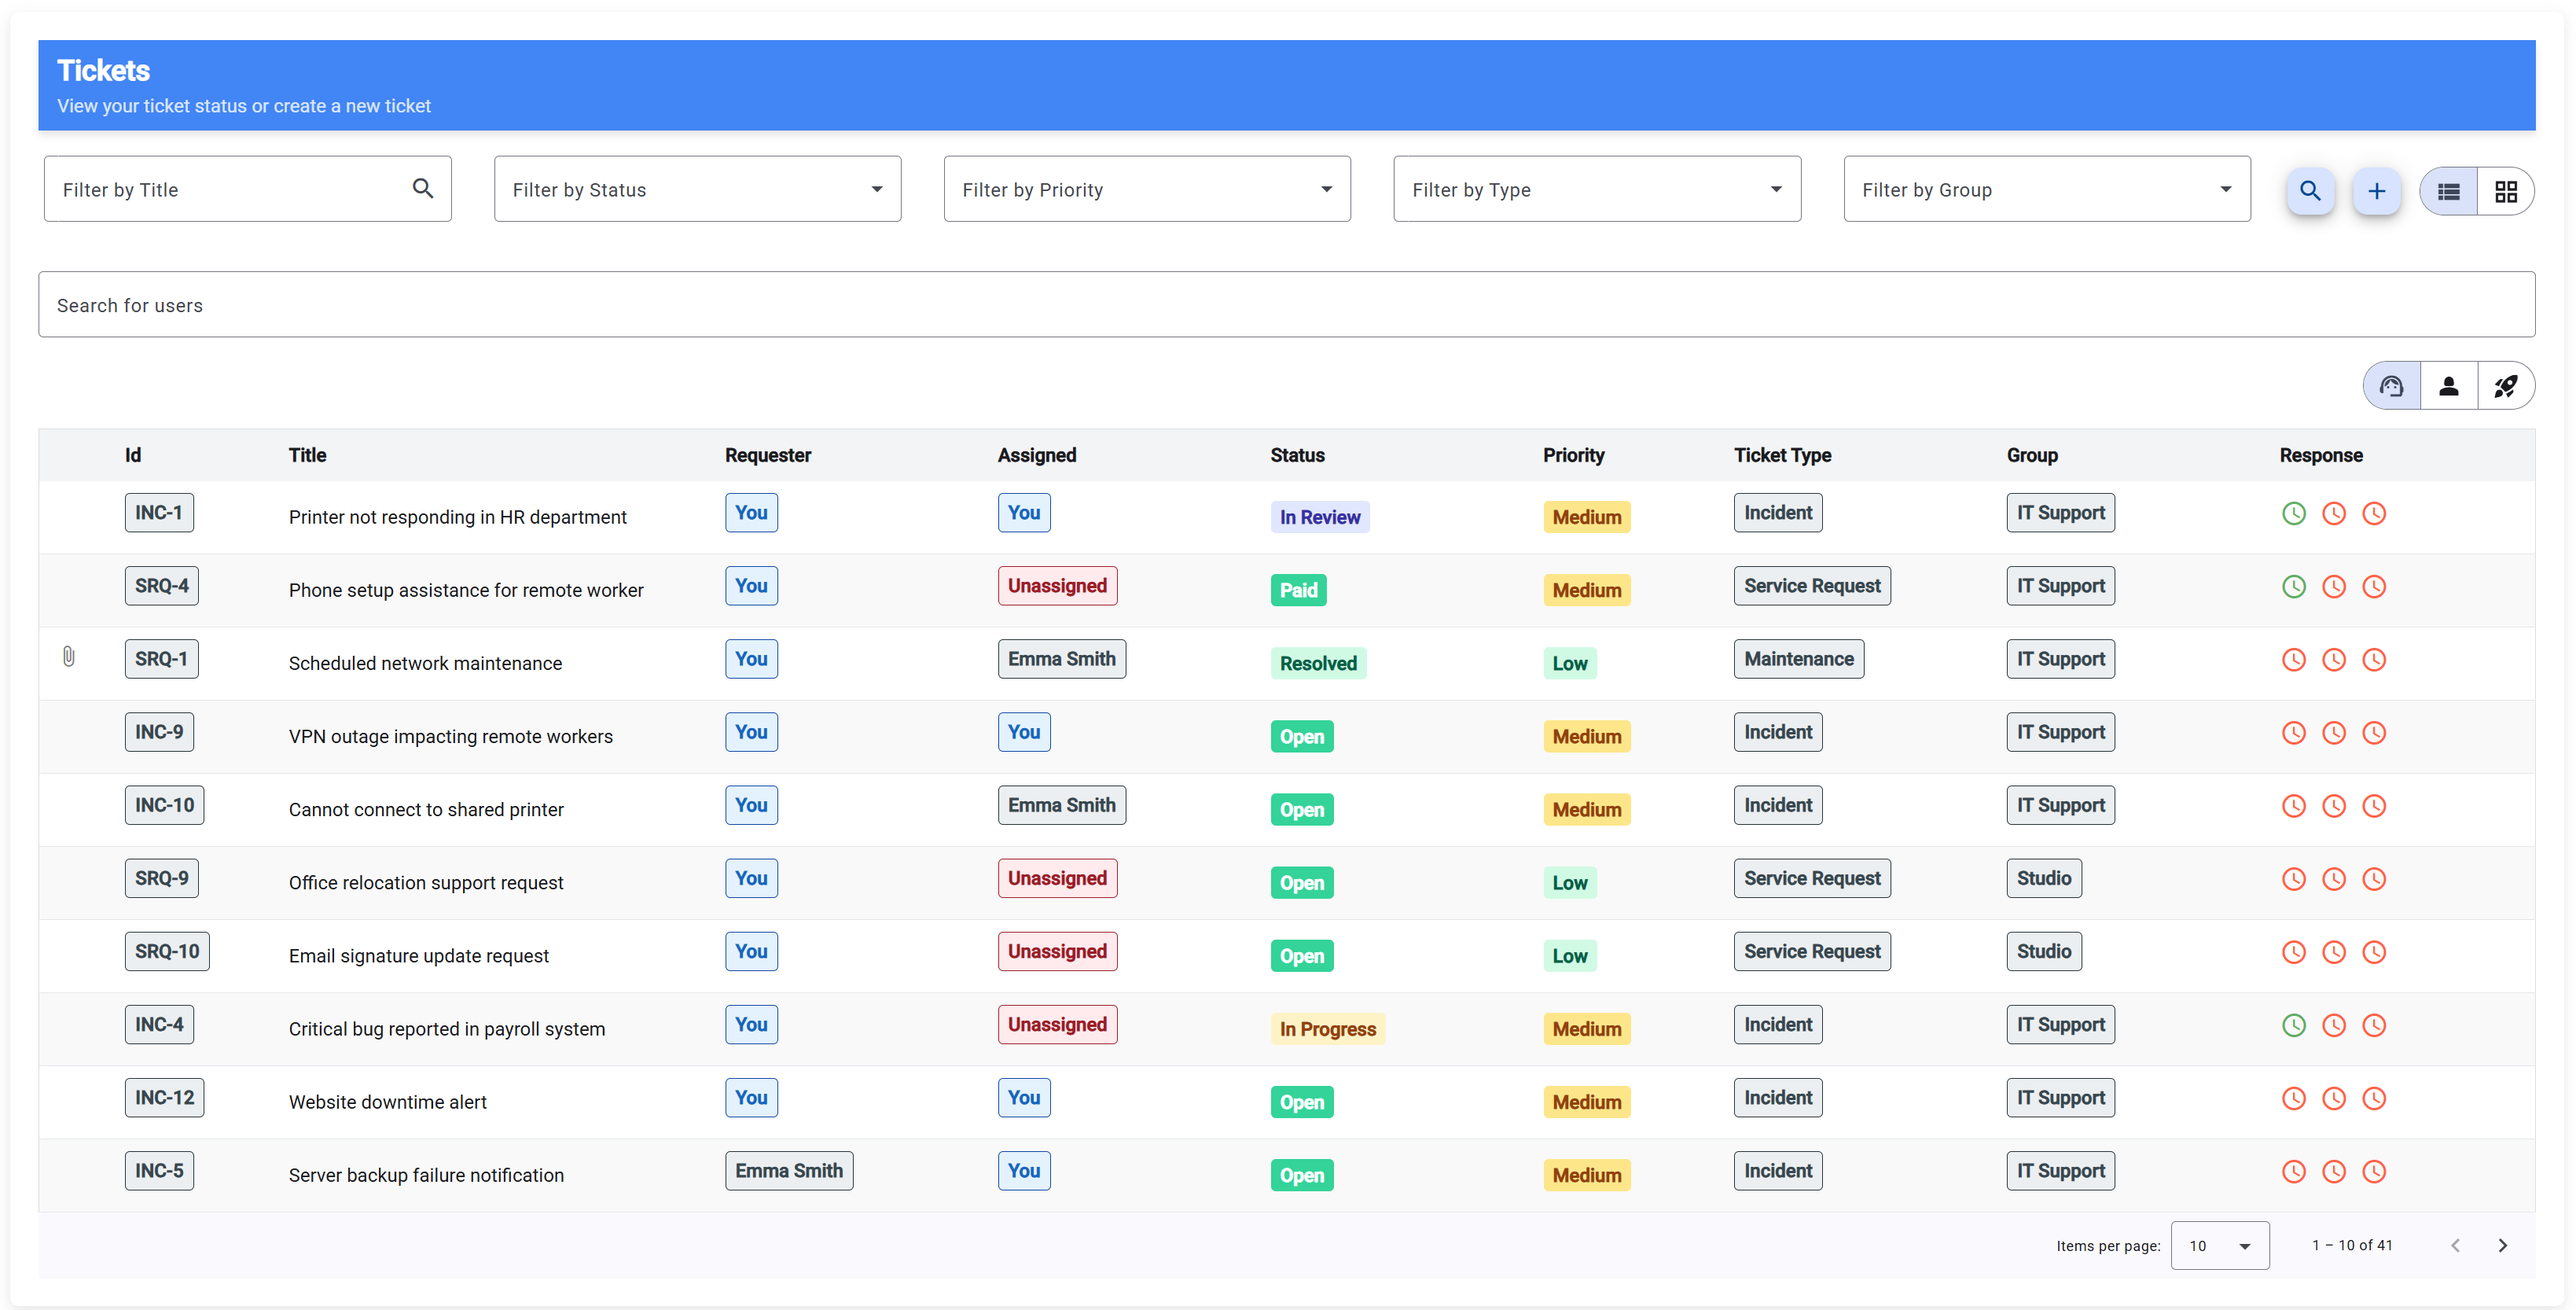 Tickets
View your ticket status or create a new ticket
Filter by Title
Filter by Status
Filter by Priority
Filter by Type
Filter by Group
Search for users
Id Title Requester Assigned Status Priority Ticket Type Group Response
INC-1 Printer not responding in HR department You You In Review Medium Incident IT Support
SRQ-4 Phone setup assistance for remote worker You Unassigned Paid Medium Service Request IT Support
SRQ-1 Scheduled network maintenance You Emma Smith Resolved Low Maintenance IT Support
INC-9 VPN outage impacting remote workers You You Open Medium Incident IT Support
INC-10 Cannot connect to shared printer You Emma Smith Open Medium Incident IT Support
SRQ-9 Office relocation support request You Unassigned Open Low Service Request Studio
SRQ-10 Email signature update request You Unassigned Open Low Service Request Studio
INC-4 Critical bug reported in payroll system You Unassigned In Progress Medium Incident IT Support
INC-12 Website downtime alert You You Open Medium Incident IT Support
INC-5 Server backup failure notification Emma Smith You Open Medium Incident IT Support
Items per page: 10 1 – 10 of 41